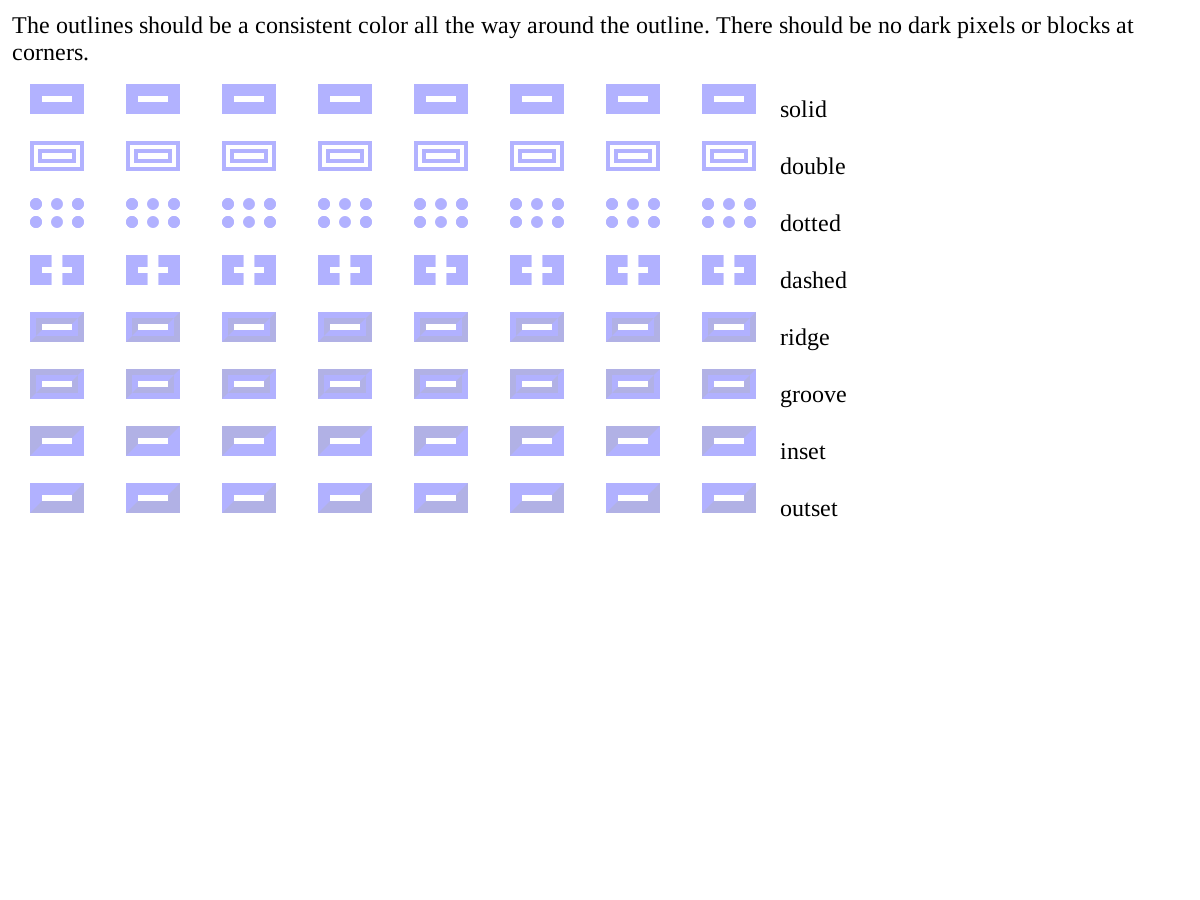 The outlines should be a consistent color all the way around the outline. There should be no dark pixels or blocks at
corners.
solid
double
dotted
dashed
ridge
groove
inset
outset